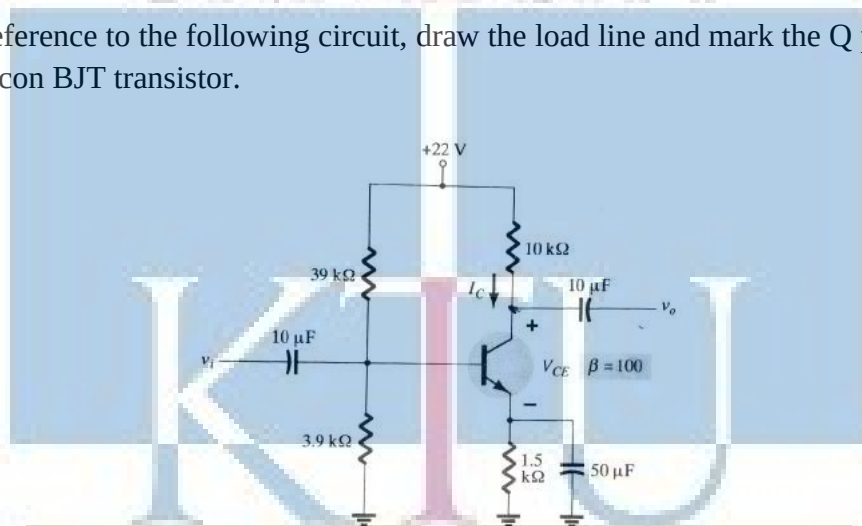 eference to the following circuit, draw the load line and mark the Q
con BJT transistor.
+22 V
10 kΩ
39 kΩ
I_C
10 μF
v_o
+
10 μF
v_i
V_CE β = 100
−
3.9 kΩ
1.5
kΩ
50 μF
KTU